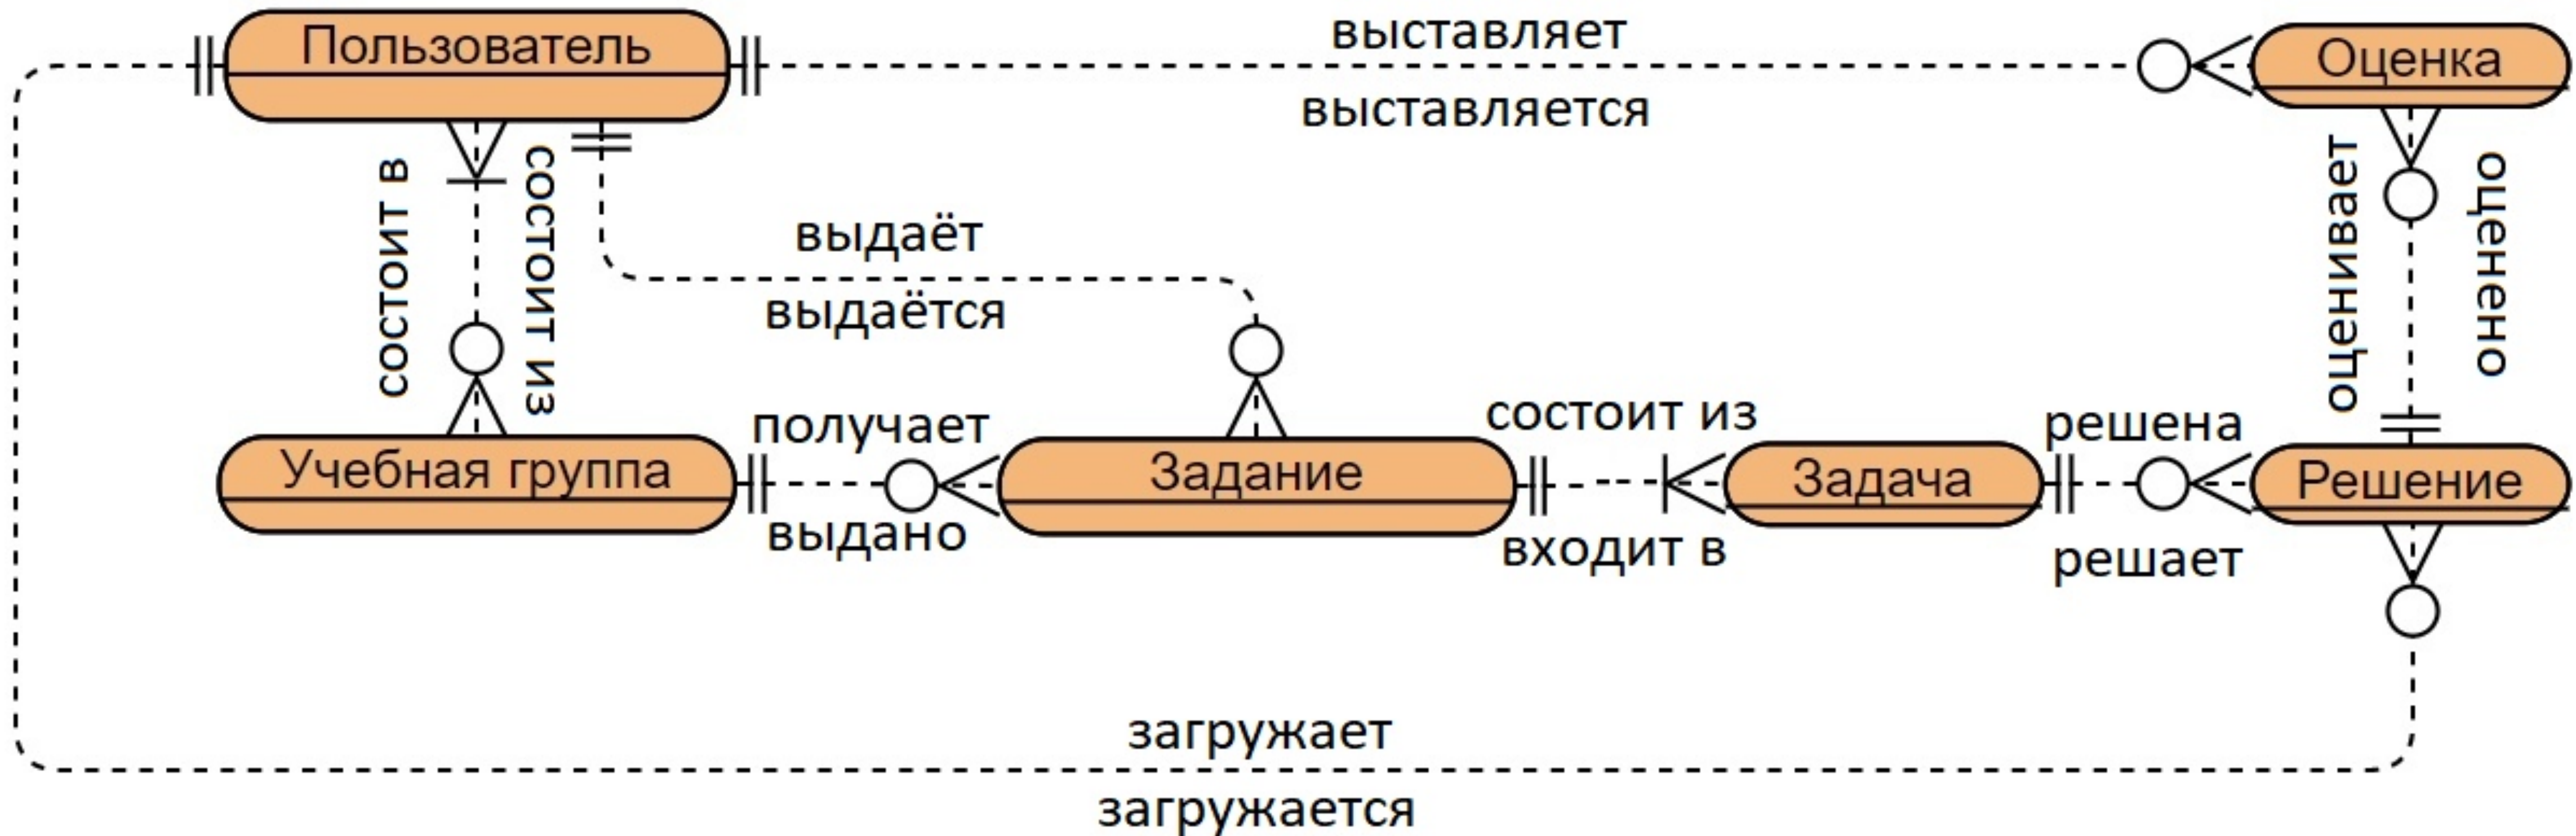 Пользователь
выставляет
выставляется
Оценка
состоит в
состоит из
выдаёт
выдаётся
оценивает
оценено
Учебная группа
получает
выдано
Задание
состоит из
входит в
Задача
решена
решает
Решение
загружает
загружается